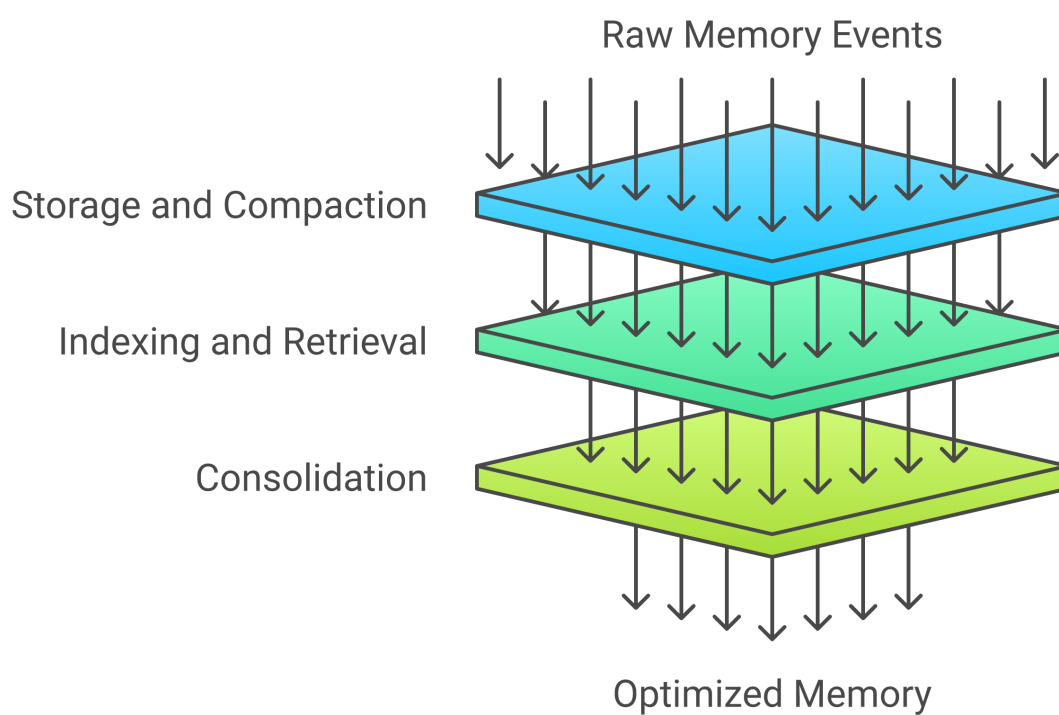 Raw Memory Events
Storage and Compaction
Indexing and Retrieval
Consolidation
Optimized Memory